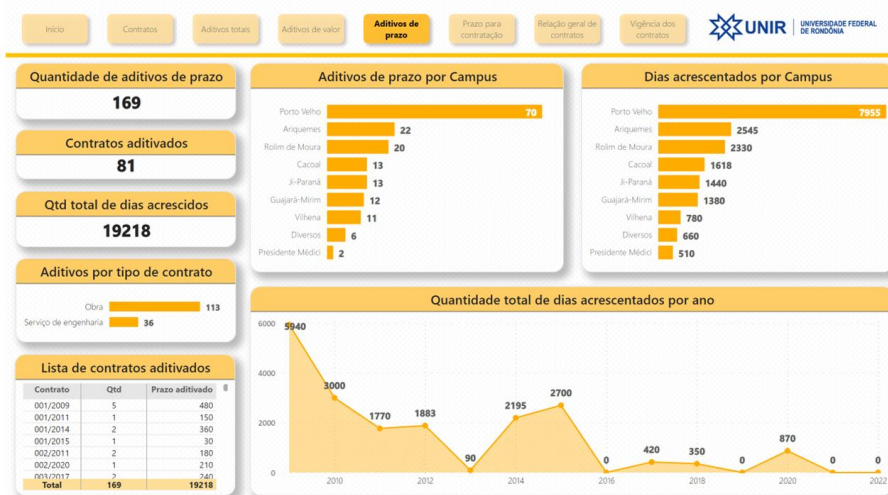 Início
Contratos
Aditivos totais
Aditivos de valor
Aditivos de
prazo
Prazo para
contratação
Relação geral de
contratos
Vigência dos
contratos
UNIR
UNIVERSIDADE FEDERAL
DE RONDÔNIA
Quantidade de aditivos de prazo
169
Contratos aditivados
81
Qtd total de dias acrescidos
19218
Aditivos por tipo de contrato
Obra 113
Serviço de engenharia 36
Lista de contratos aditivados
Contrato Qtd Prazo aditivado
001/2009 5 480
001/2011 1 150
001/2014 2 360
001/2015 1 30
002/2011 2 180
002/2020 1 210
003/2017 2 240
Total 169 19218
Aditivos de prazo por Campus
Porto Velho 70
Ariquemes 22
Rolim de Moura 20
Cacoal 13
Ji-Paraná 13
Guajará-Mirim 12
Vilhena 11
Diversos 6
Presidente Médici 2
Dias acrescentados por Campus
Porto Velho 7955
Ariquemes 2545
Rolim de Moura 2330
Cacoal 1618
Ji-Paraná 1440
Guajará-Mirim 1380
Vilhena 780
Diversos 660
Presidente Médici 510
Quantidade total de dias acrescentados por ano
6000
4000
2000
0
5940
3000
1770
1883
90
2195
2700
0
420
350
0
870
0
0
2010
2012
2014
2016
2018
2020
2022